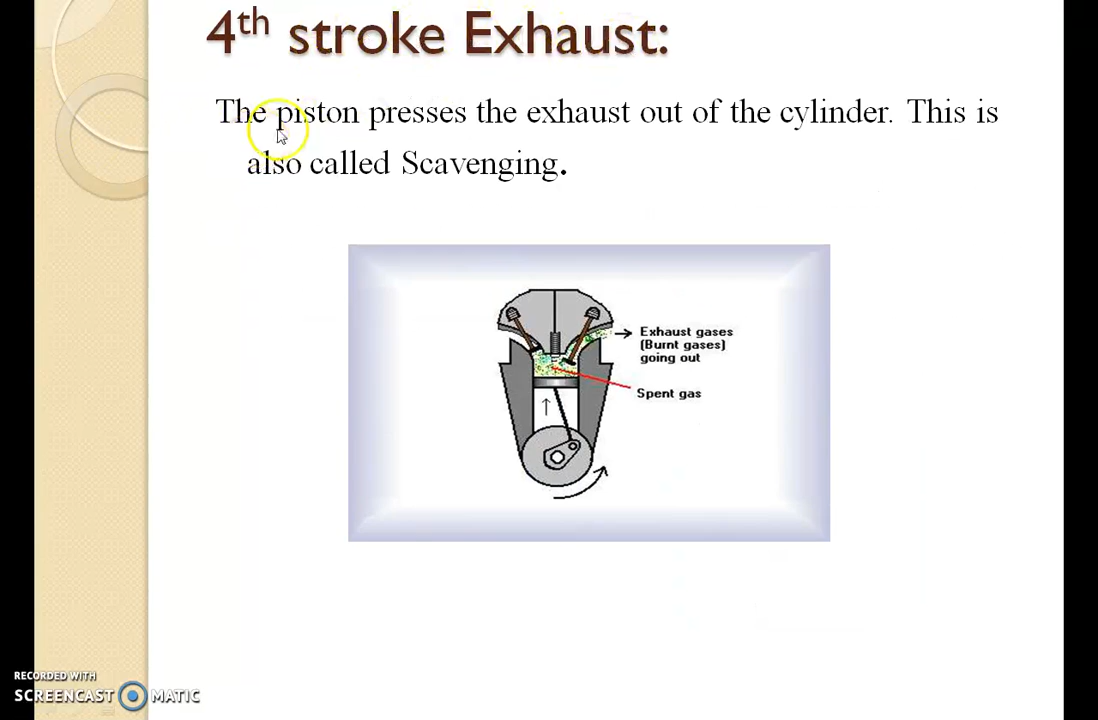 4th stroke Exhaust:
The piston presses the exhaust out of the cylinder. This is
also called Scavenging.
Exhaust gases
(Burnt gases)
going out
Spent gas
RECORDED WITH
SCREENCAST MATIC